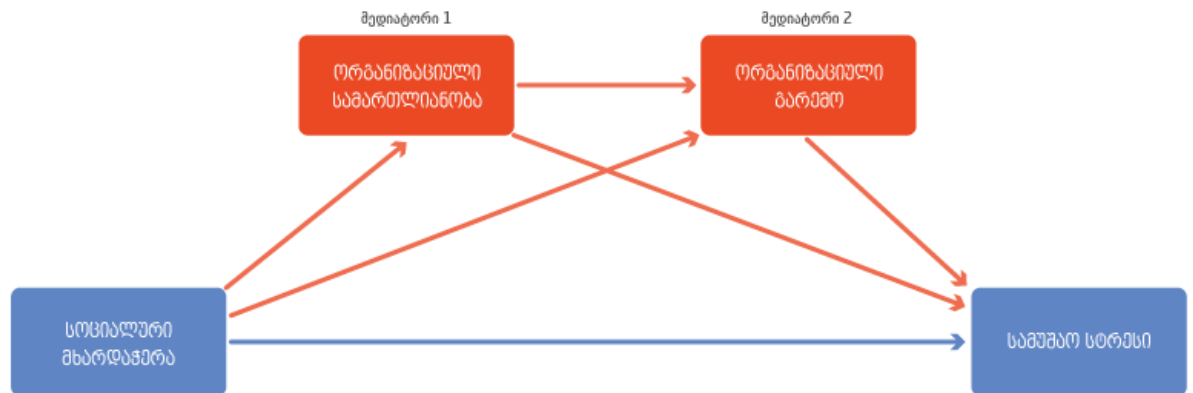 მედიატორი 1
მედიატორი 2
ორგანიზაციული
სამართლიანობა
ორგანიზაციული
გარემო
სოციალური
მხარდაჭერა
სამუშაო სტრესი